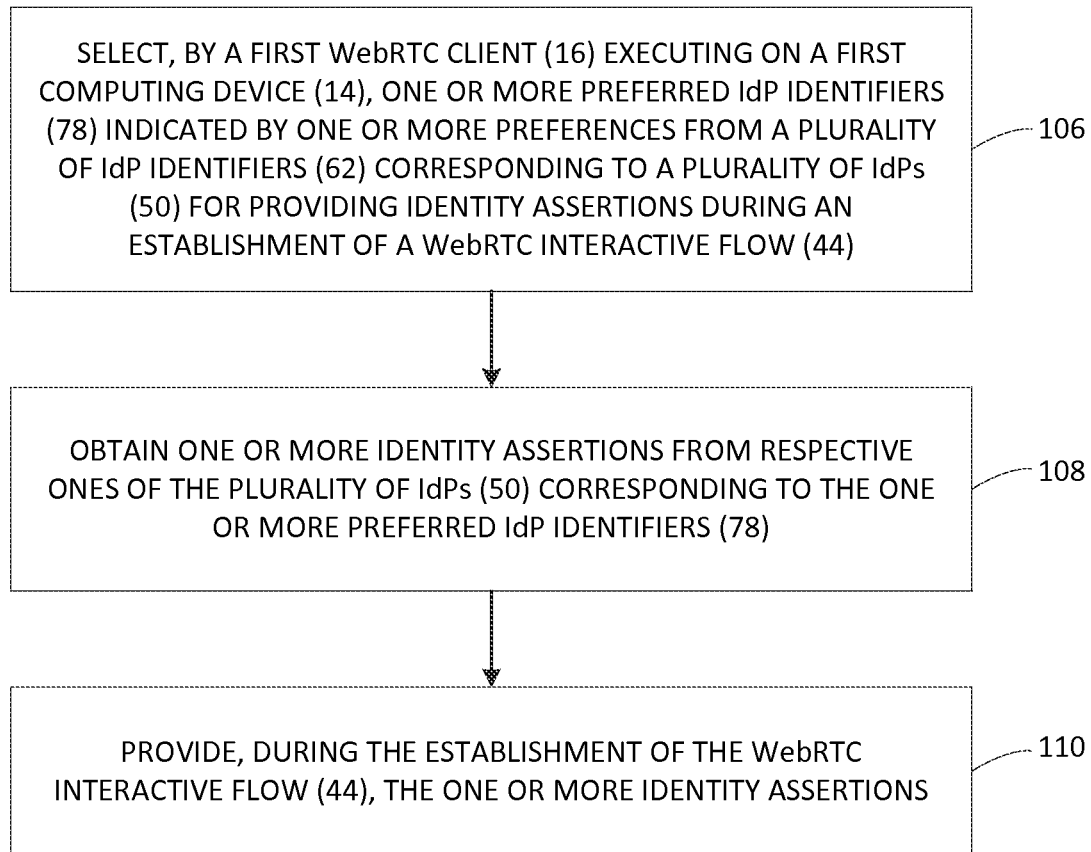 SELECT, BY A FIRST WebRTC CLIENT (16) EXECUTING ON A FIRST
COMPUTING DEVICE (14), ONE OR MORE PREFERRED IdP IDENTIFIERS
(78) INDICATED BY ONE OR MORE PREFERENCES FROM A PLURALITY
OF IdP IDENTIFIERS (62) CORRESPONDING TO A PLURALITY OF IdPs
(50) FOR PROVIDING IDENTITY ASSERTIONS DURING AN
ESTABLISHMENT OF A WebRTC INTERACTIVE FLOW (44)
106
OBTAIN ONE OR MORE IDENTITY ASSERTIONS FROM RESPECTIVE
ONES OF THE PLURALITY OF IdPs (50) CORRESPONDING TO THE ONE
OR MORE PREFERRED IdP IDENTIFIERS (78)
108
PROVIDE, DURING THE ESTABLISHMENT OF THE WebRTC
INTERACTIVE FLOW (44), THE ONE OR MORE IDENTITY ASSERTIONS
110